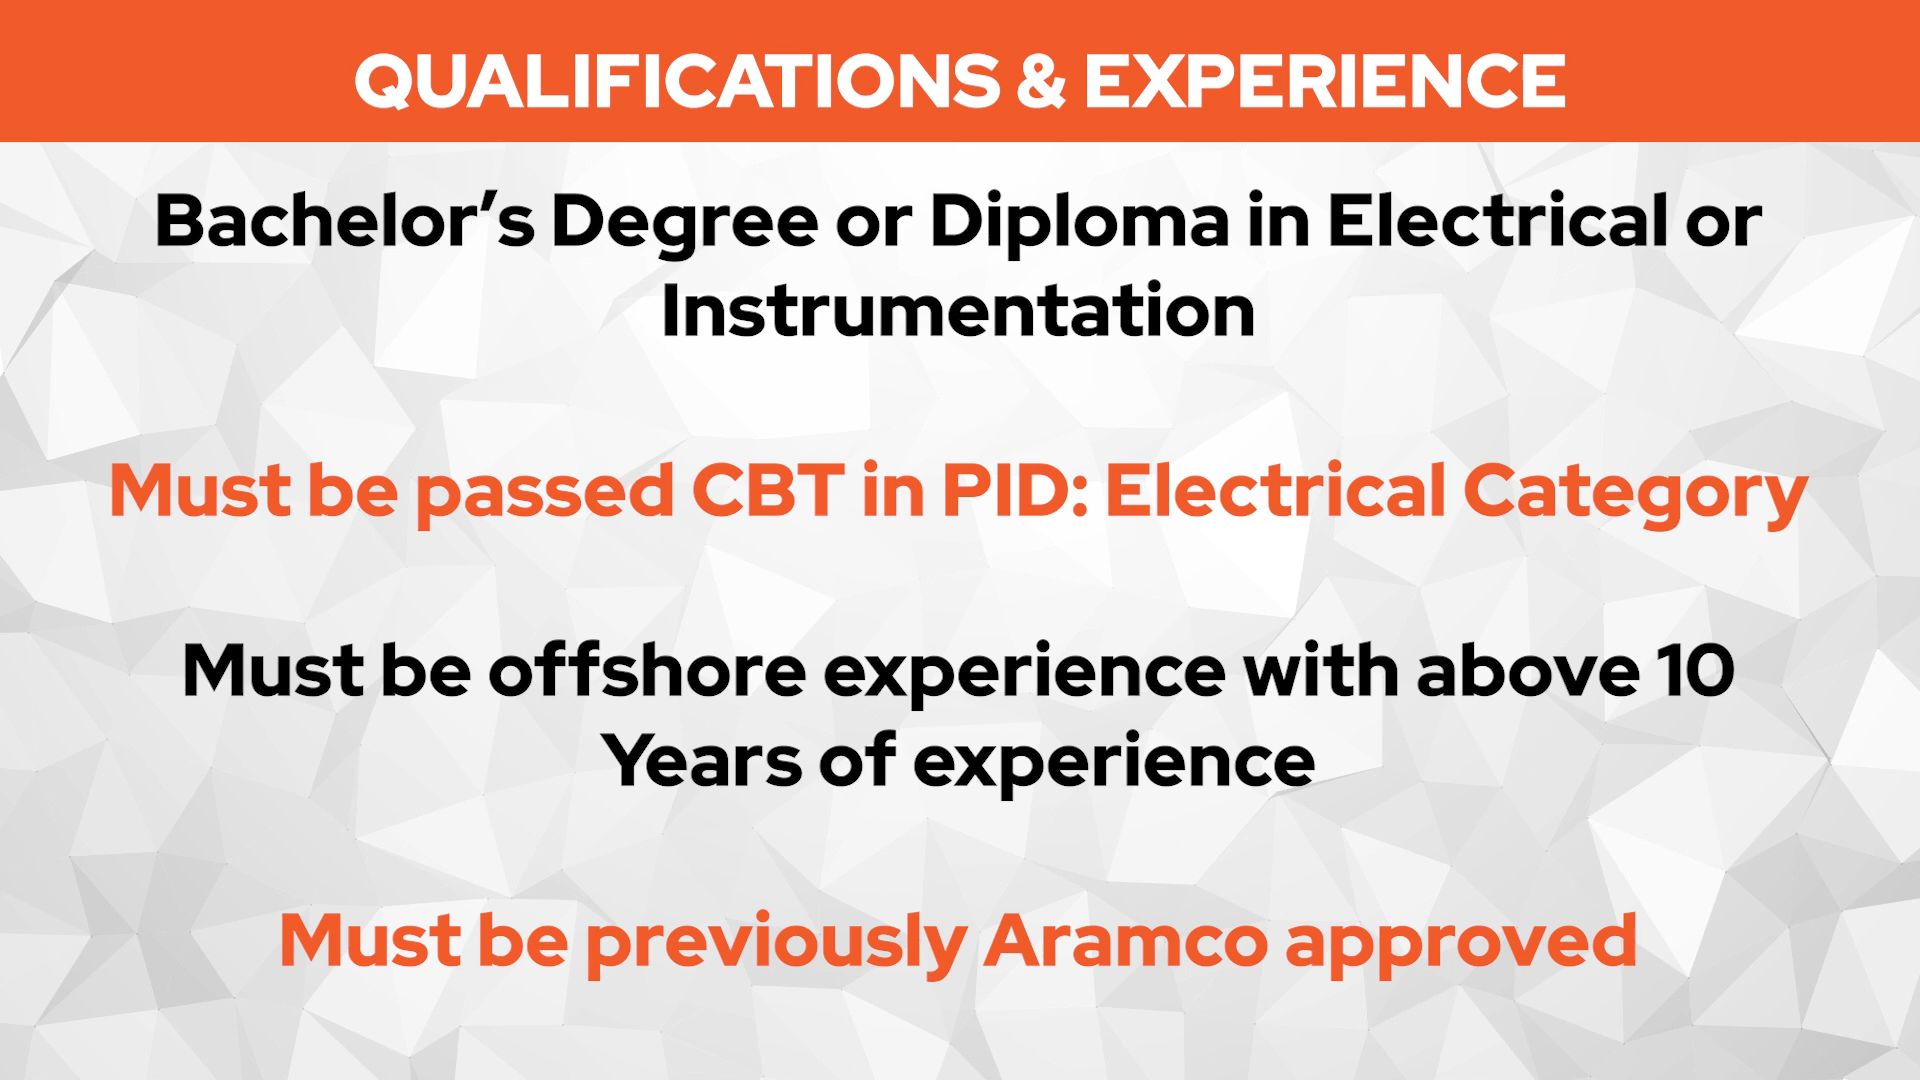 QUALIFICATIONS & EXPERIENCE
Bachelor’s Degree or Diploma in Electrical or
Instrumentation
Must be passed CBT in PID: Electrical Category
Must be offshore experience with above 10
Years of experience
Must be previously Aramco approved